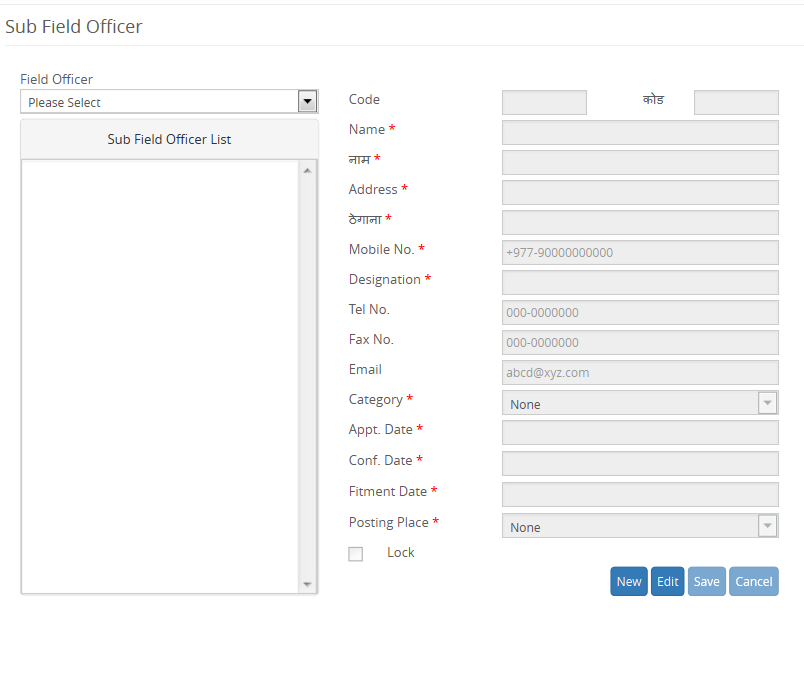 Sub Field Officer
Field Officer
Please Select
Sub Field Officer List
Code
कोड
Name *
नाम *
Address *
ठेगाना *
Mobile No. * +977-90000000000
Designation *
Tel No. 000-0000000
Fax No. 000-0000000
Email abcd@xyz.com
Category * None
Appt. Date *
Conf. Date *
Fitment Date *
Posting Place * None
Lock
New Edit Save Cancel